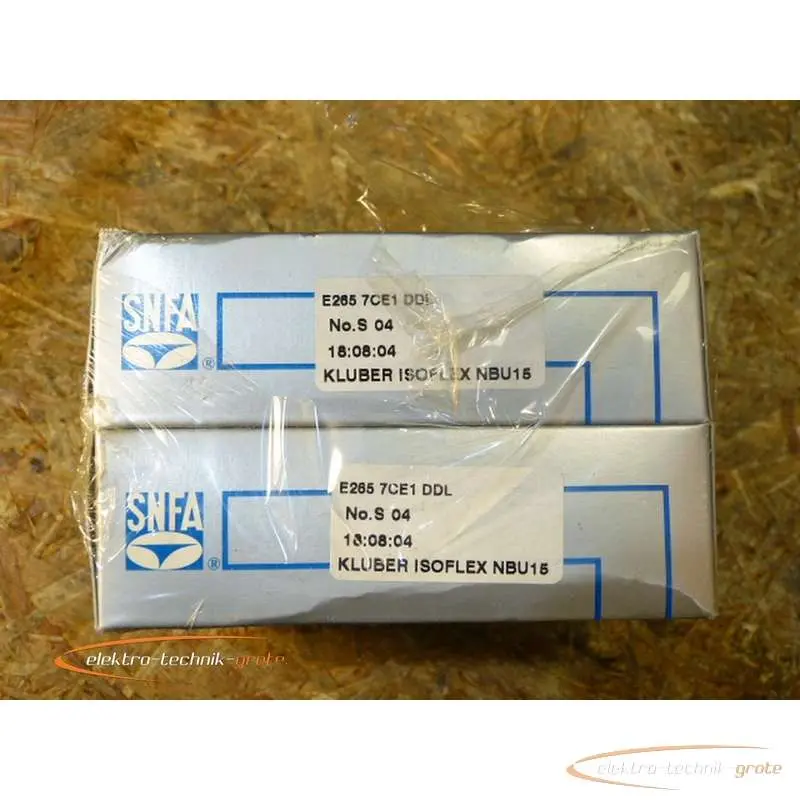 SNFA
®
E265 7CE1 DDL
No.S 04
18:08:04
KLUBER ISOFLEX NBU15
SNFA
®
E265 7CE1 DDL
No.S 04
18:08:04
KLUBER ISOFLEX NBU15
elektro-technik-grote
elektro-technik-grote